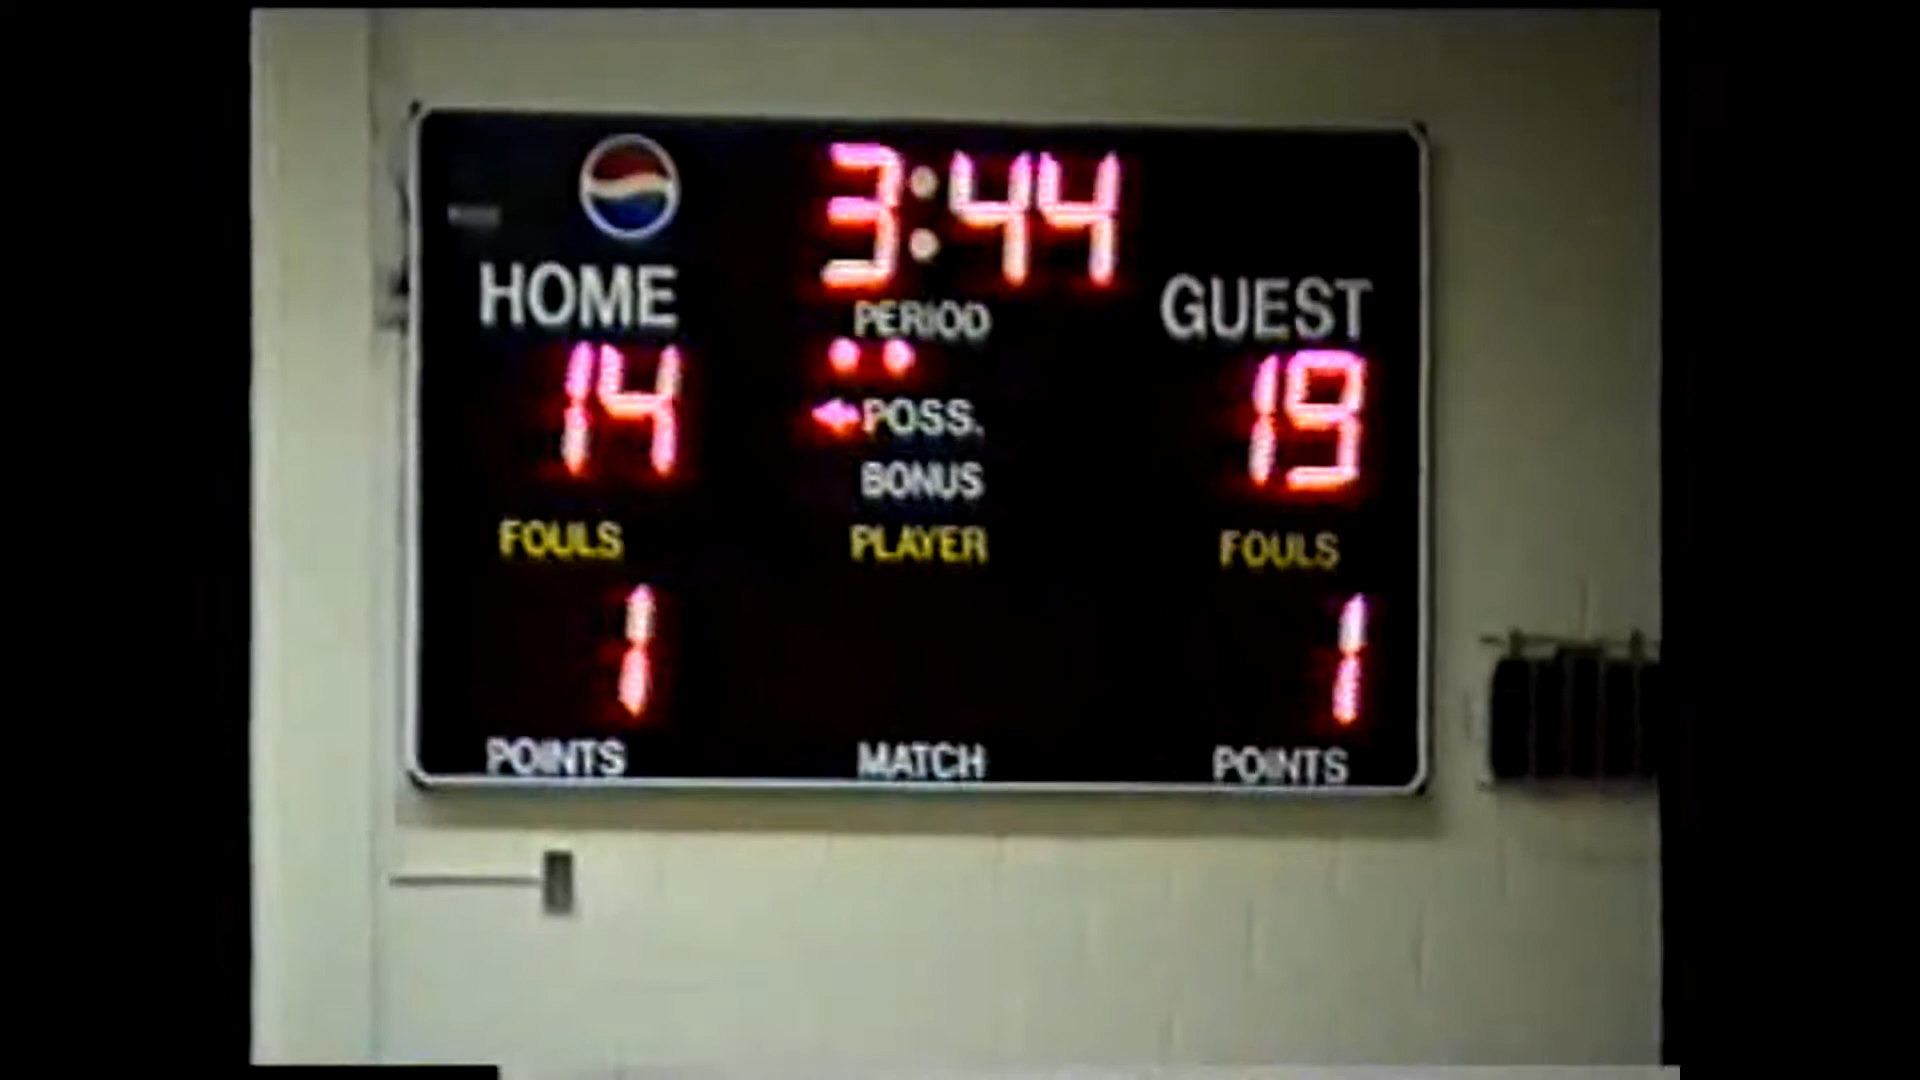 3:44
HOME
PERIOD
GUEST
14
19
POSS.
BONUS
FOULS
PLAYER
FOULS
1
1
POINTS
MATCH
POINTS